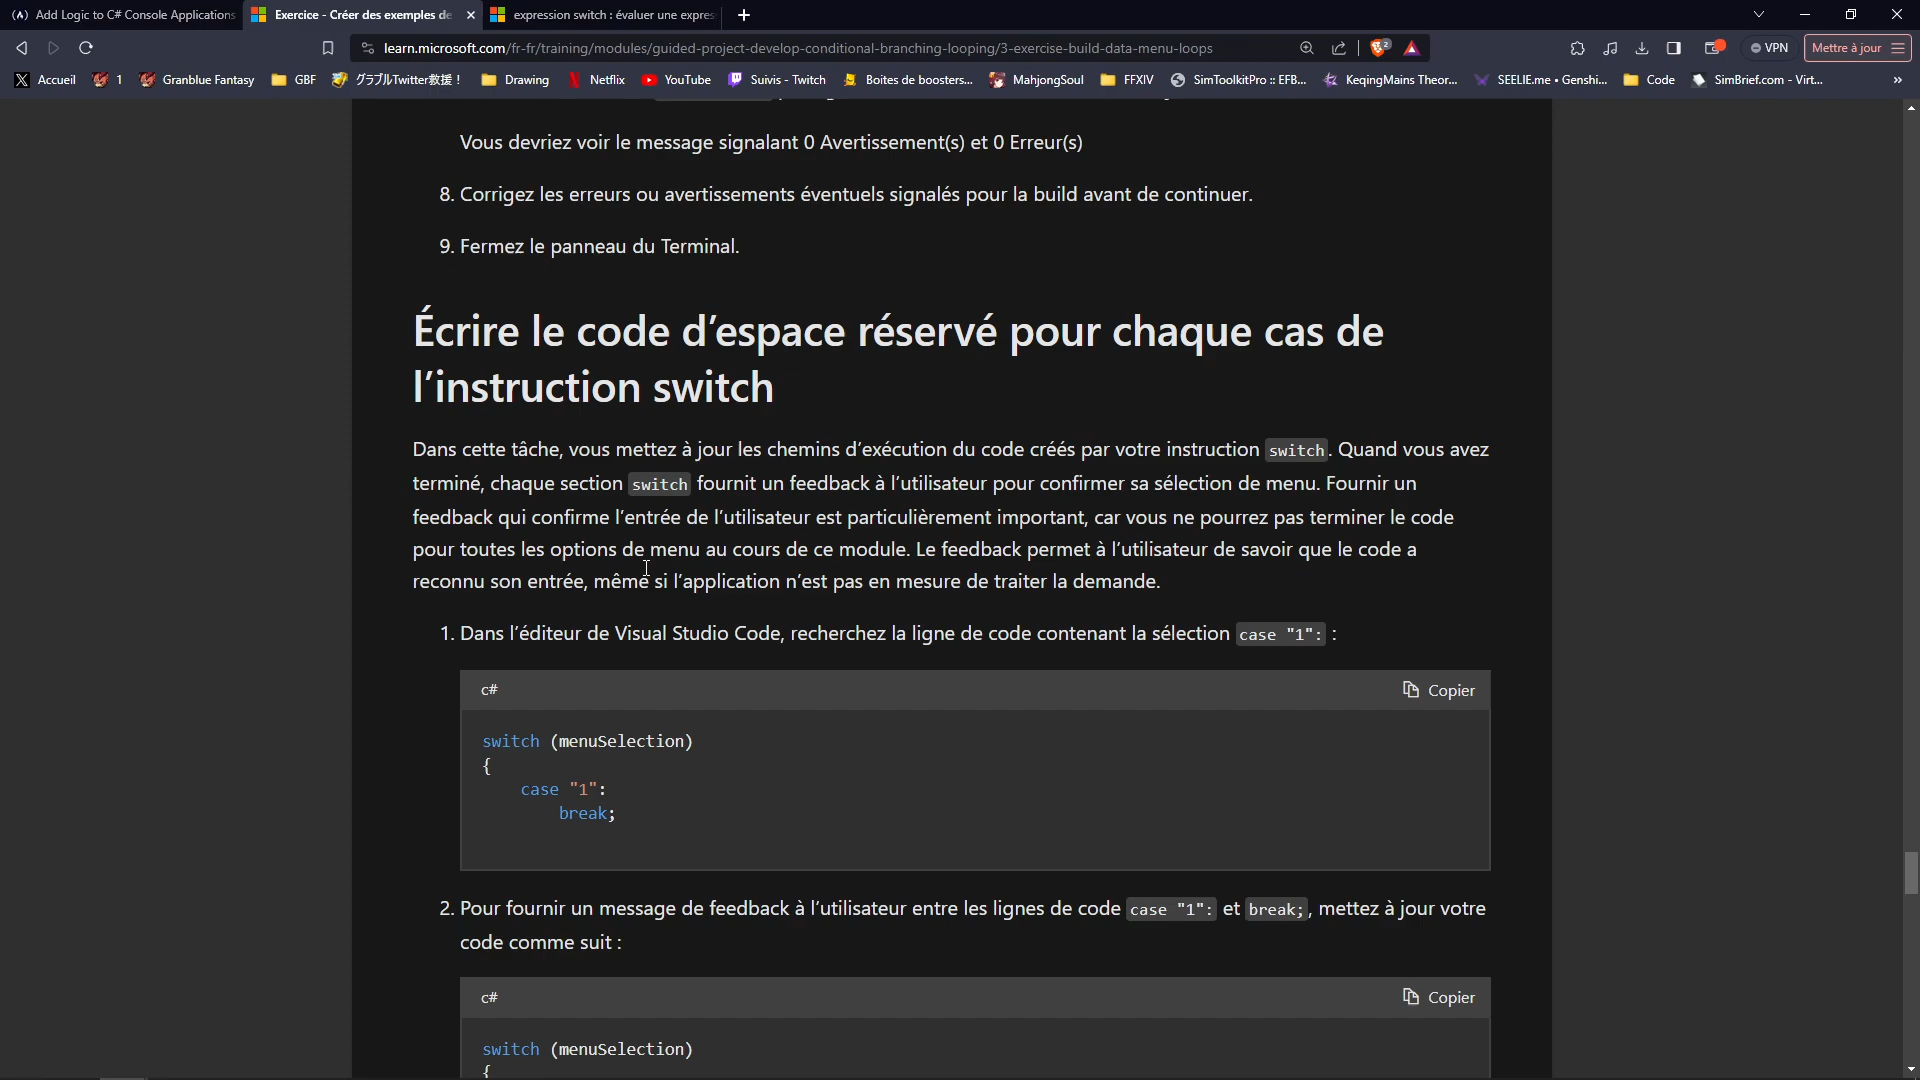 Add Logic to C# Console Applications
Exercice - Créer des exemples de
expression switch : évaluer une expres
learn.microsoft.com/fr-fr/training/modules/guided-project-develop-conditional-branching-looping/3-exercise-build-data-menu-loops
2
VPN
Mettre à jour
Accueil
1
Granblue Fantasy
GBF
グラブルTwitter救援！
Drawing
Netflix
YouTube
Suivis - Twitch
Boites de boosters...
MahjongSoul
FFXIV
SimToolkitPro :: EFB...
KeqingMains Theor...
SEELIE.me • Genshi...
Code
SimBrief.com - Virt...
»
Vous devriez voir le message signalant 0 Avertissement(s) et 0 Erreur(s)
8. Corrigez les erreurs ou avertissements éventuels signalés pour la build avant de continuer.
9. Fermez le panneau du Terminal.
Écrire le code d’espace réservé pour chaque cas de
l’instruction switch
Dans cette tâche, vous mettez à jour les chemins d’exécution du code créés par votre instruction switch. Quand vous avez
terminé, chaque section switch fournit un feedback à l’utilisateur pour confirmer sa sélection de menu. Fournir un
feedback qui confirme l’entrée de l’utilisateur est particulièrement important, car vous ne pourrez pas terminer le code
pour toutes les options de menu au cours de ce module. Le feedback permet à l’utilisateur de savoir que le code a
reconnu son entrée, même si l’application n’est pas en mesure de traiter la demande.
1. Dans l’éditeur de Visual Studio Code, recherchez la ligne de code contenant la sélection case "1": :
c#
Copier
switch (menuSelection)
{
case "1":
break;
2. Pour fournir un message de feedback à l’utilisateur entre les lignes de code case "1": et break;, mettez à jour votre
code comme suit :
c#
Copier
switch (menuSelection)
{